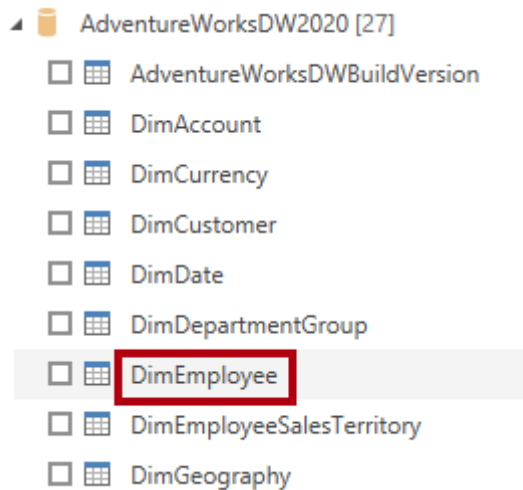 AdventureWorksDW2020 [27]
AdventureWorksDWBuildVersion
DimAccount
DimCurrency
DimCustomer
DimDate
DimDepartmentGroup
DimEmployee
DimEmployeeSalesTerritory
DimGeography